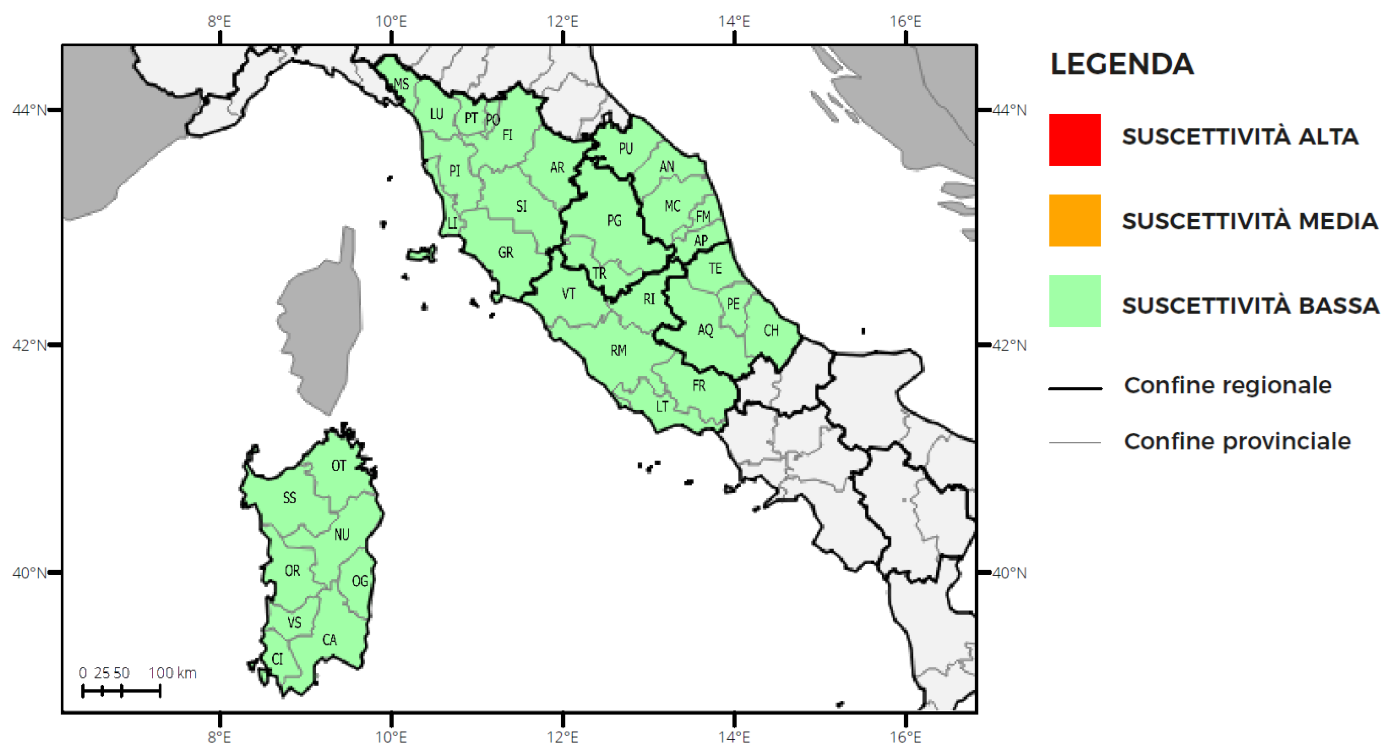 8°E 10°E 12°E 14°E 16°E
LEGENDA
44°N 44°N
SUSCETTIVITÀ ALTA
SUSCETTIVITÀ MEDIA
SUSCETTIVITÀ BASSA
42°N 42°N
Confine regionale
Confine provinciale
40°N 40°N
MS
LU PT PO
FI
PU
PI AR AN
SI PG MC FM
LI
AP
GR
TR TE
VT RI PE
AQ CH
RM
FR
LT
OT
SS
NU
OR
OG
VS
CA
CI
0 25 50 100 km
8°E 10°E 12°E 14°E 16°E